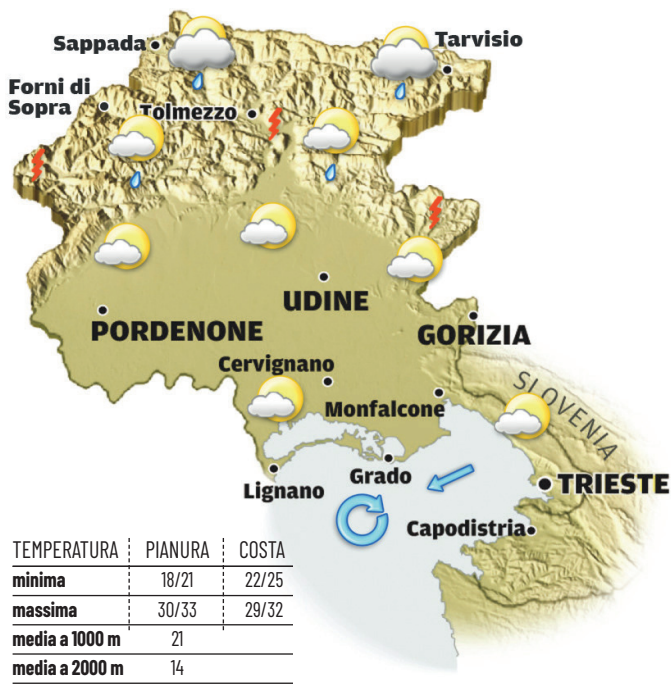 Sappada
Tarvisio
Forni di
Sopra
Tolmezzo
UDINE
PORDENONE
GORIZIA
Cervignano
SLOVENIA
Monfalcone
Grado
Lignano
TRIESTE
Capodistria
TEMPERATURA PIANURA COSTA
minima 18/21 22/25
massima 30/33 29/32
media a 1000 m 21
media a 2000 m 14